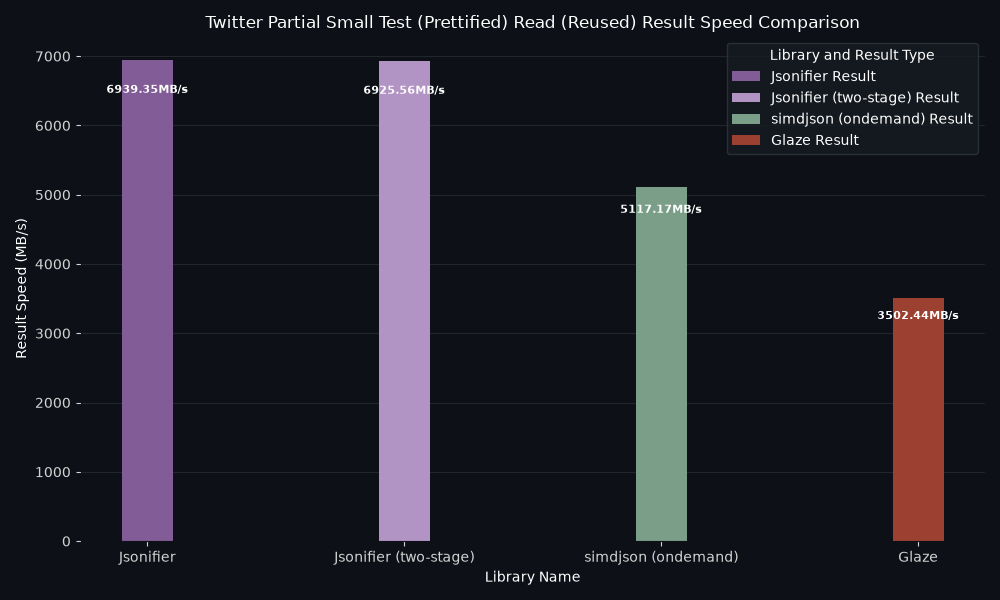 Twitter Partial Small Test (Prettified) Read (Reused) Result Speed Comparison
Library and Result Type
Jsonifier Result
Jsonifier (two-stage) Result
simdjson (ondemand) Result
Glaze Result
Result Speed (MB/s)
7000
6000
5000
4000
3000
2000
1000
0
6939.35MB/s
6925.56MB/s
5117.17MB/s
3502.44MB/s
Jsonifier
Jsonifier (two-stage)
simdjson (ondemand)
Glaze
Library Name